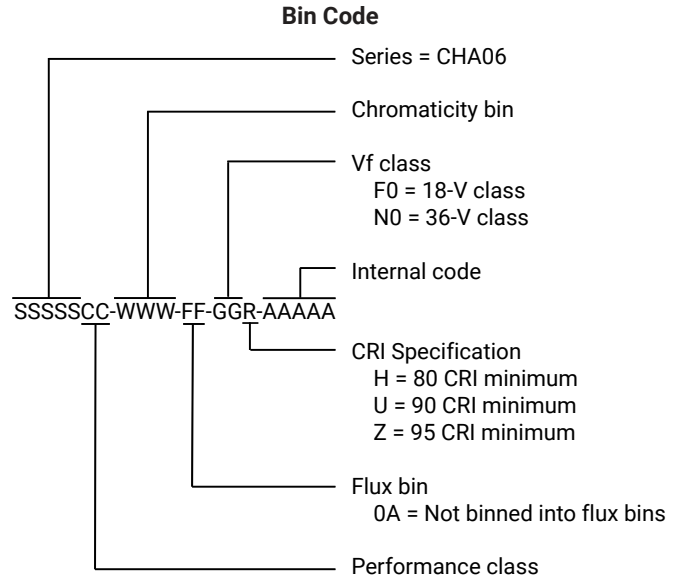 Bin Code
Series = CHA06
Chromaticity bin
Vf class
F0 = 18-V class
N0 = 36-V class
Internal code
SSSSSCC-WWW-FF-GGR-AAAAA
CRI Specification
H = 80 CRI minimum
U = 90 CRI minimum
Z = 95 CRI minimum
Flux bin
0A = Not binned into flux bins
Performance class